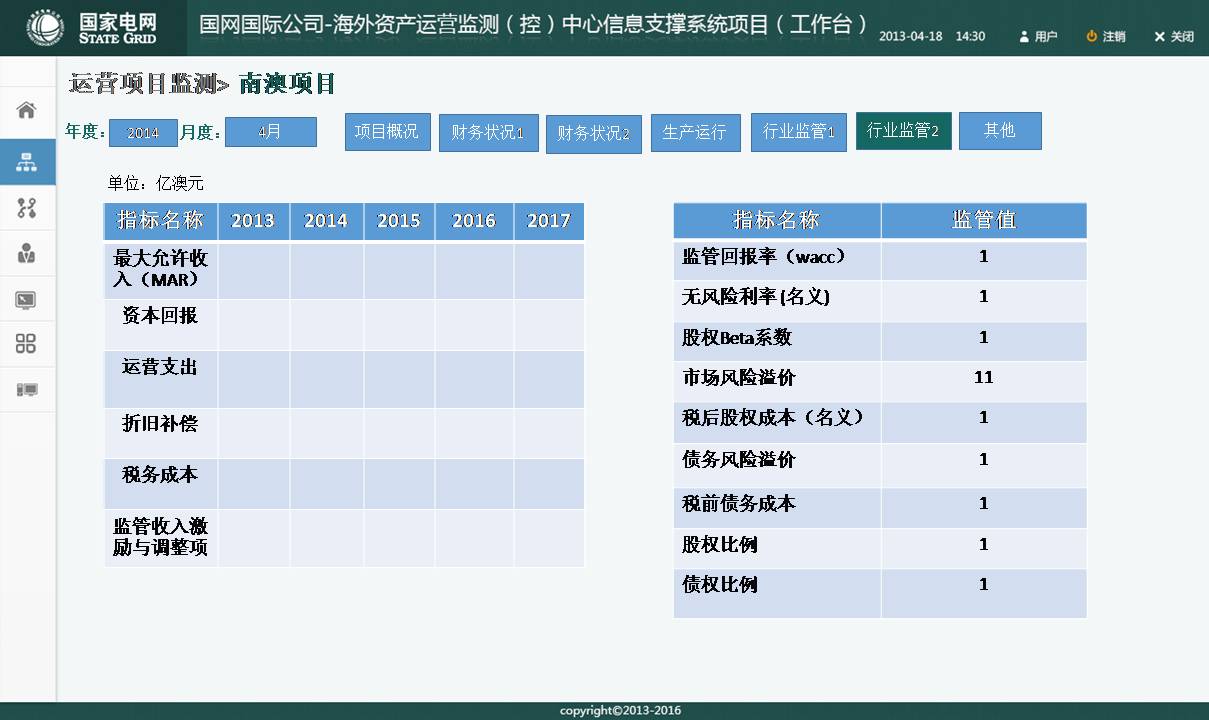 国家电网
STATE GRID
国网国际公司-海外资产运营监测（控）中心信息支撑系统项目（工作台）
2013-04-18 14:30
用户
注销
关闭
运营项目监测> 南澳项目
年度： 2014 月度： 4月
项目概况 财务状况1 财务状况2 生产运行 行业监管1 行业监管2 其他
单位：亿澳元
指标名称 2013 2014 2015 2016 2017
最大允许收
入（MAR）
资本回报
运营支出
折旧补偿
税务成本
监管收入激
励与调整项
指标名称 监管值
监管回报率（wacc） 1
无风险利率(名义) 1
股权Beta系数 1
市场风险溢价 11
税后股权成本（名义） 1
债务风险溢价 1
税前债务成本 1
股权比例 1
债权比例 1
copyright©2013-2016